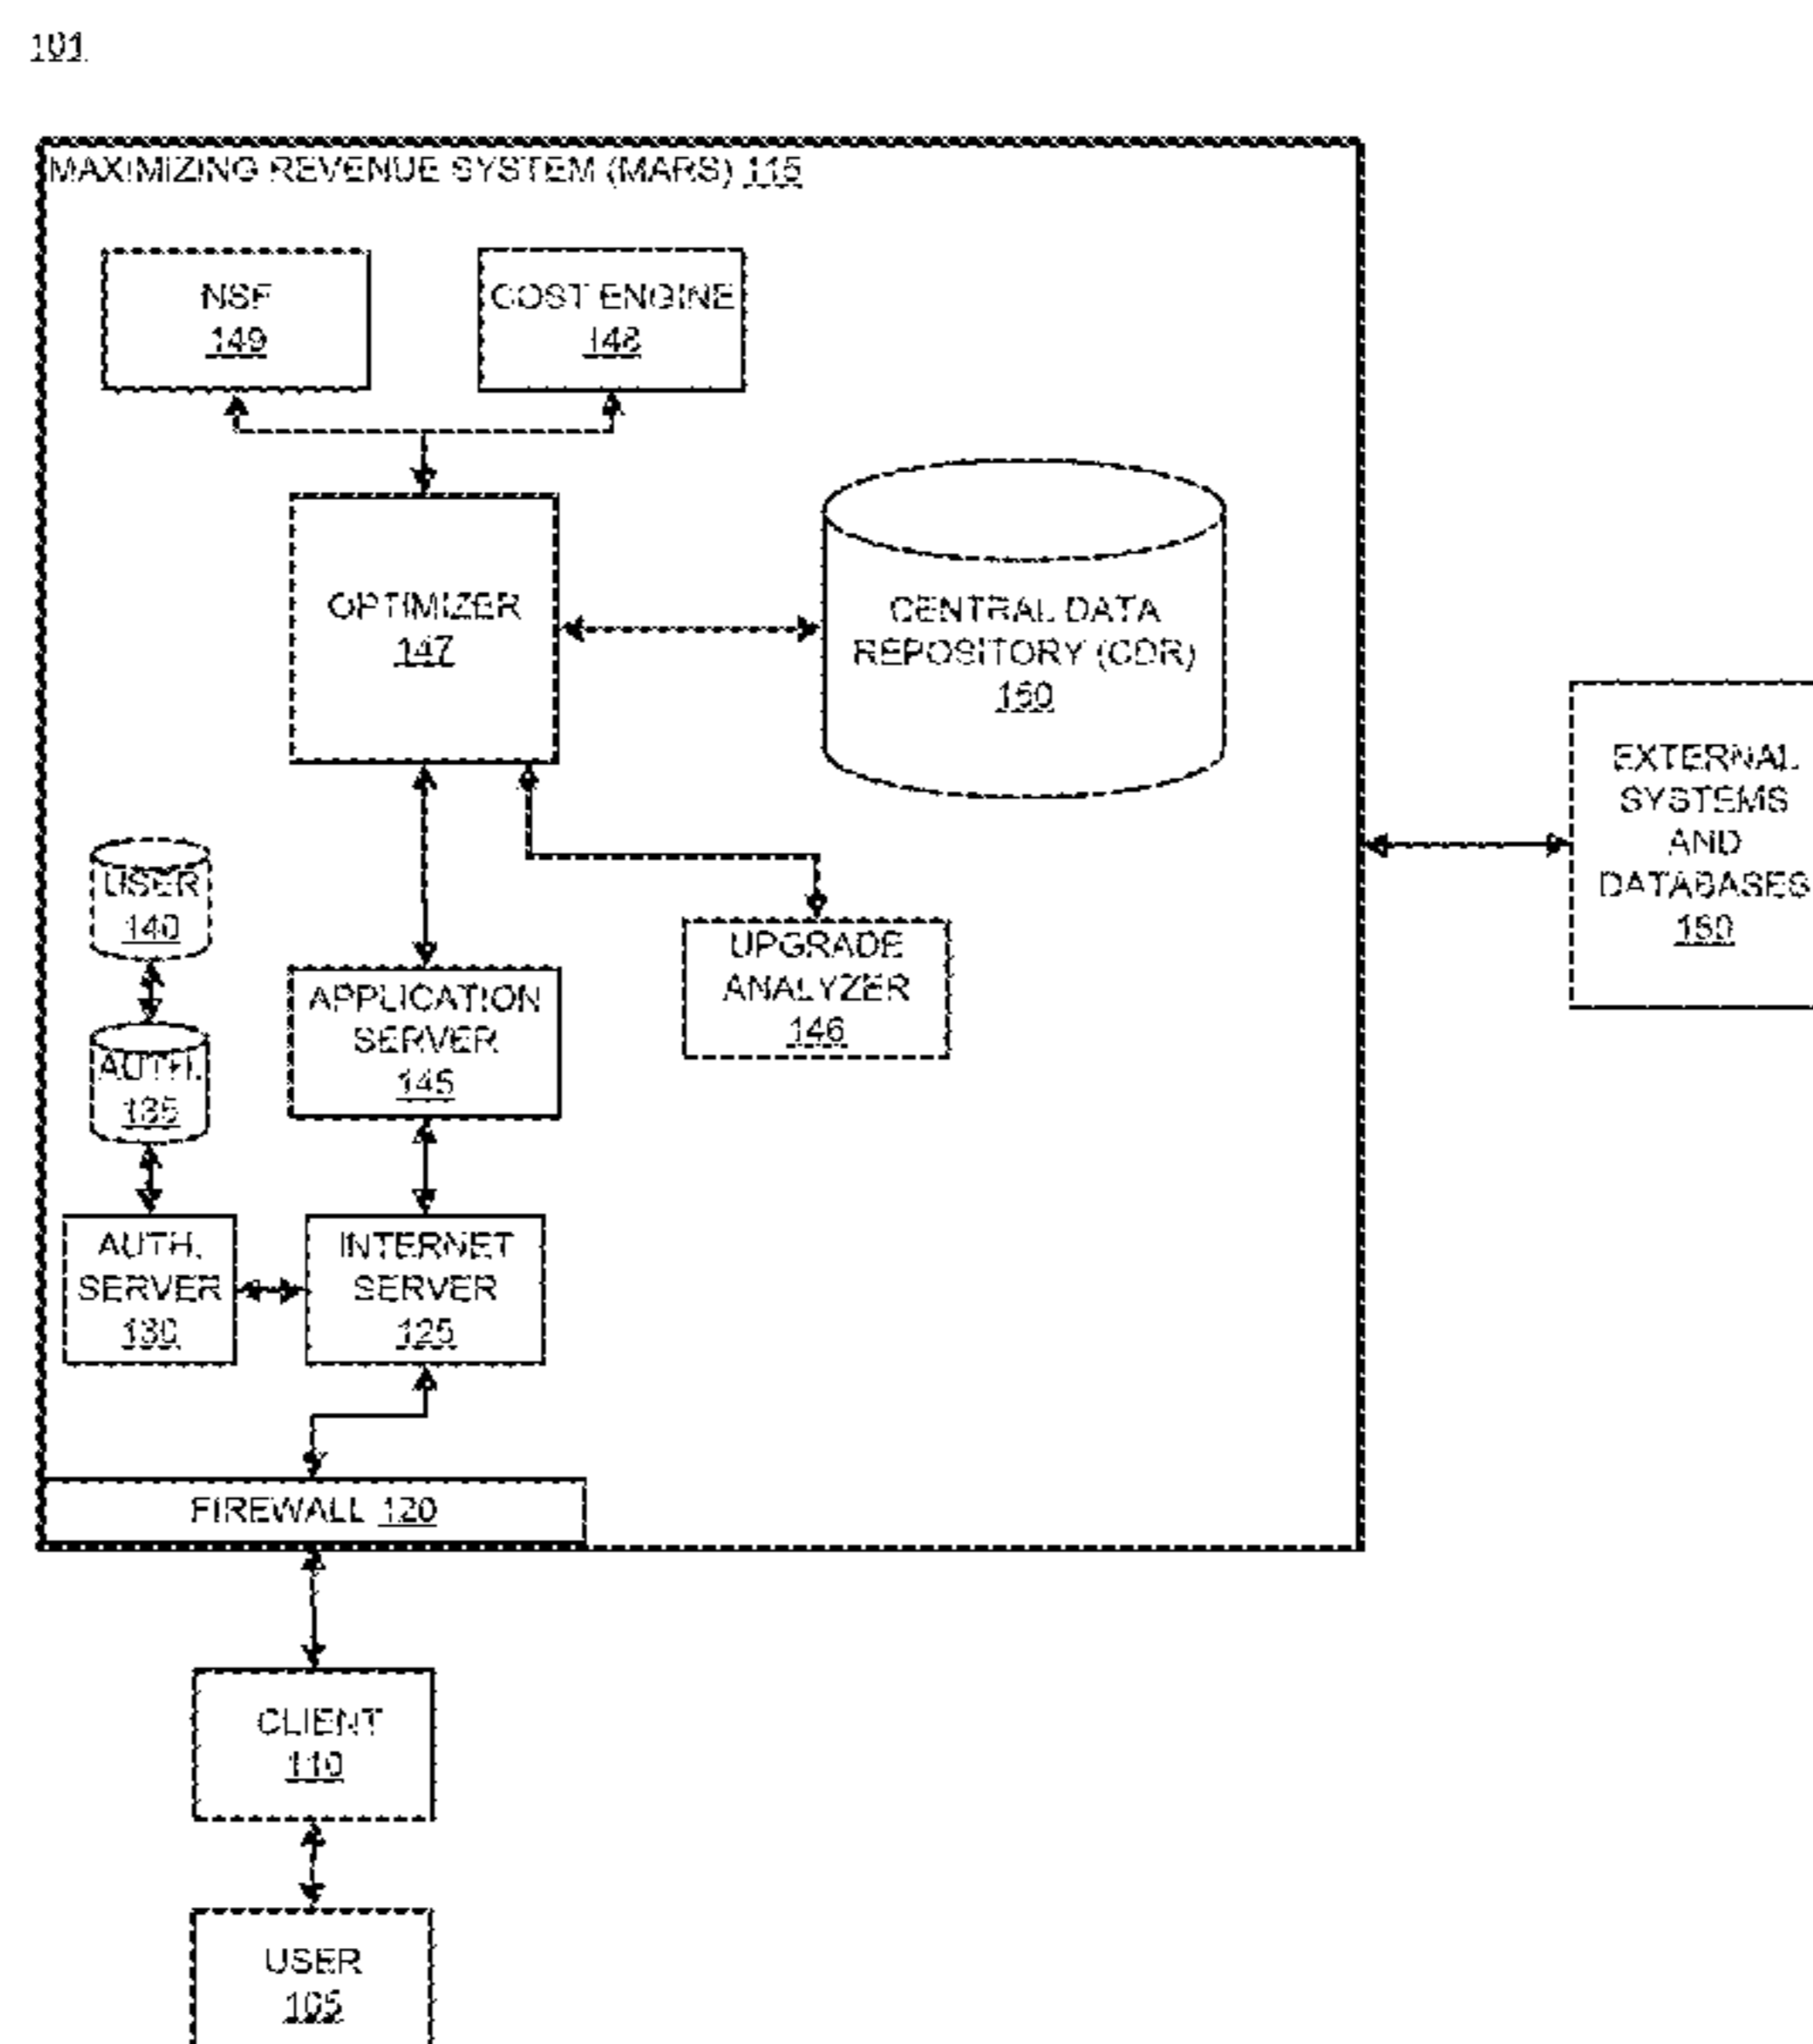 101
MAXIMIZING REVENUE SYSTEM (MARS) 115
NSF
149
COST ENGINE
148
OPTIMIZER
147
CENTRAL DATA
REPOSITORY (CDR)
150
EXTERNAL
SYSTEMS
AND
DATABASES
USER
140
UPGRADE
ANALYZER
146
APPLICATION
SERVER
145
AUTH.
135
AUTH.
SERVER
130
INTERNET
SERVER
125
FIREWALL 120
CLIENT
110
USER
105